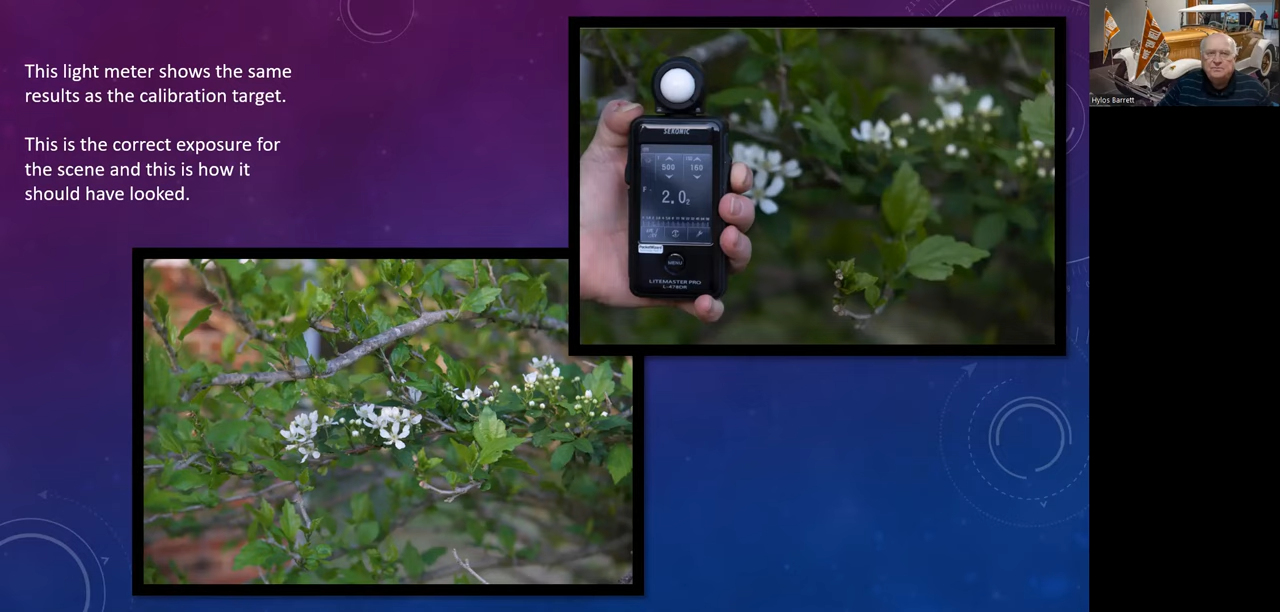 This light meter shows the same
results as the calibration target.
This is the correct exposure for
the scene and this is how it
should have looked.
SEKONIC
500
160
F
2.0₂
MENU
LITEMASTER PRO
L-478DR
Hylos Barrett